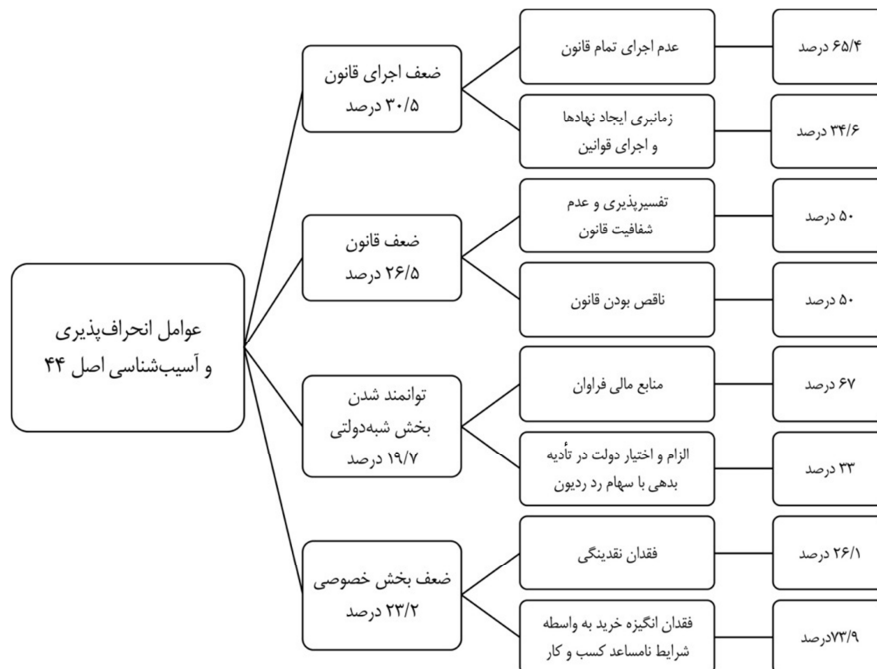 عوامل انحراف‌پذیری
و آسیب‌شناسی اصل ۴۴
ضعف اجرای قانون
۳۰/۵ درصد
عدم اجرای تمام قانون
۶۵/۴ درصد
زمانبری ایجاد نهادها
و اجرای قوانین
۳۴/۶ درصد
ضعف قانون
۲۶/۵ درصد
تفسیرپذیری و عدم
شفافیت قانون
۵۰ درصد
ناقص بودن قانون
۵۰ درصد
توانمند شدن
بخش شبه‌دولتی
۱۹/۷ درصد
منابع مالی فراوان
۶۷ درصد
الزام و اختیار دولت در تأدیه
بدهی با سهام رد ردیون
۳۳ درصد
ضعف بخش خصوصی
۲۳/۲ درصد
فقدان نقدینگی
۲۶/۱ درصد
فقدان انگیزه خرید به واسطه
شرایط نامساعد کسب و کار
۷۳/۹درصد